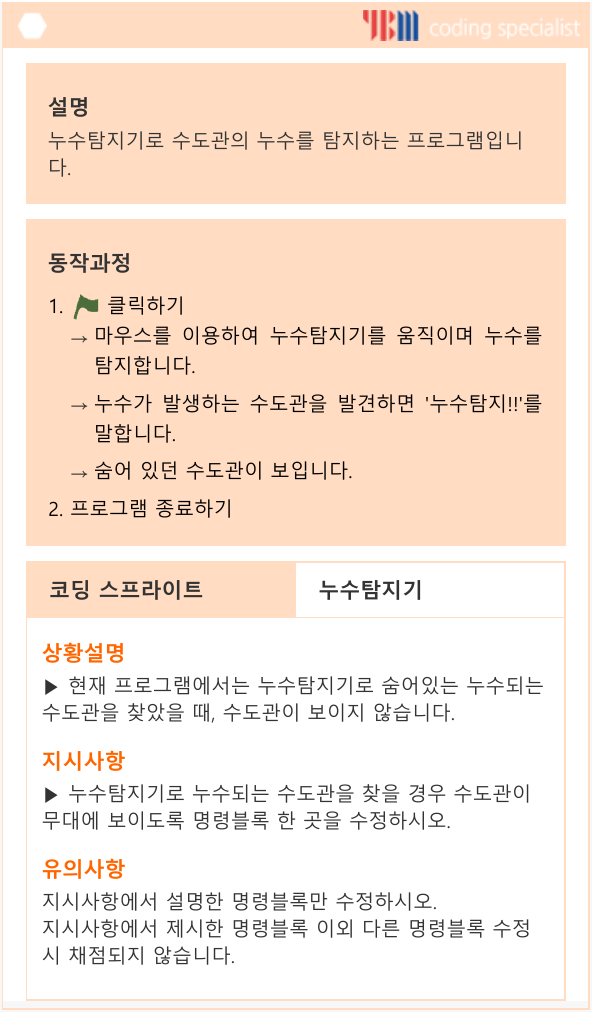 YBM coding specialist
설명
누수탐지기로 수도관의 누수를 탐지하는 프로그램입니
다.
동작과정
1. 클릭하기
→ 마우스를 이용하여 누수탐지기를 움직이며 누수를
탐지합니다.
→ 누수가 발생하는 수도관을 발견하면 '누수탐지!!'를
말합니다.
→ 숨어 있던 수도관이 보입니다.
2. 프로그램 종료하기
코딩 스프라이트 누수탐지기
상황설명
▶ 현재 프로그램에서는 누수탐지기로 숨어있는 누수되는
수도관을 찾았을 때, 수도관이 보이지 않습니다.
지시사항
▶ 누수탐지기로 누수되는 수도관을 찾을 경우 수도관이
무대에 보이도록 명령블록 한 곳을 수정하시오.
유의사항
지시사항에서 설명한 명령블록만 수정하시오.
지시사항에서 제시한 명령블록 이외 다른 명령블록 수정
시 채점되지 않습니다.